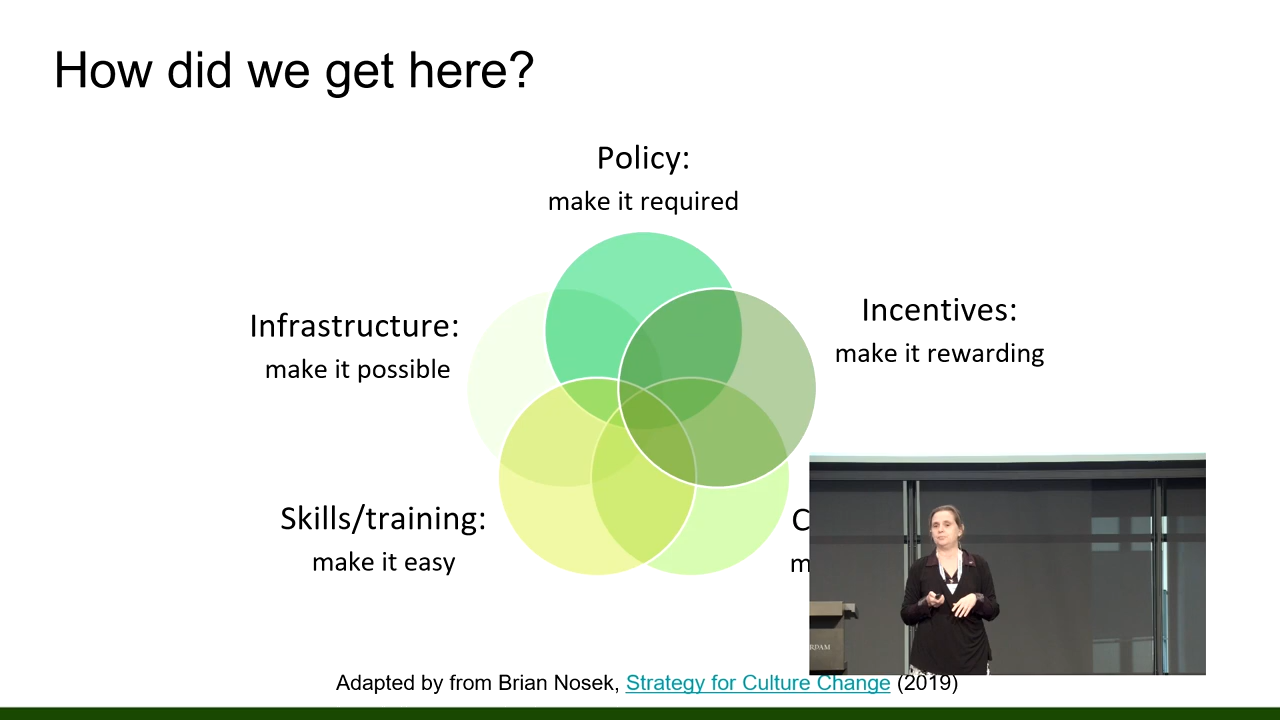 How did we get here?
Policy:
make it required
Incentives:
make it rewarding
Infrastructure:
make it possible
Skills/training:
make it easy
Adapted by from Brian Nosek, Strategy for Culture Change (2019)